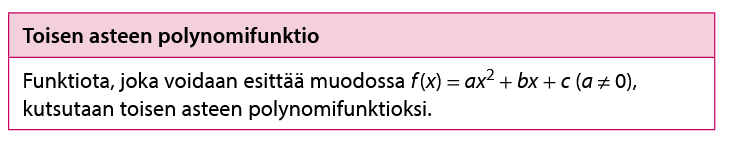 Toisen asteen polynomifunktio
Funktiota, joka voidaan esittää muodossa f(x) = ax² + bx + c (a ≠ 0),
kutsutaan toisen asteen polynomifunktioksi.